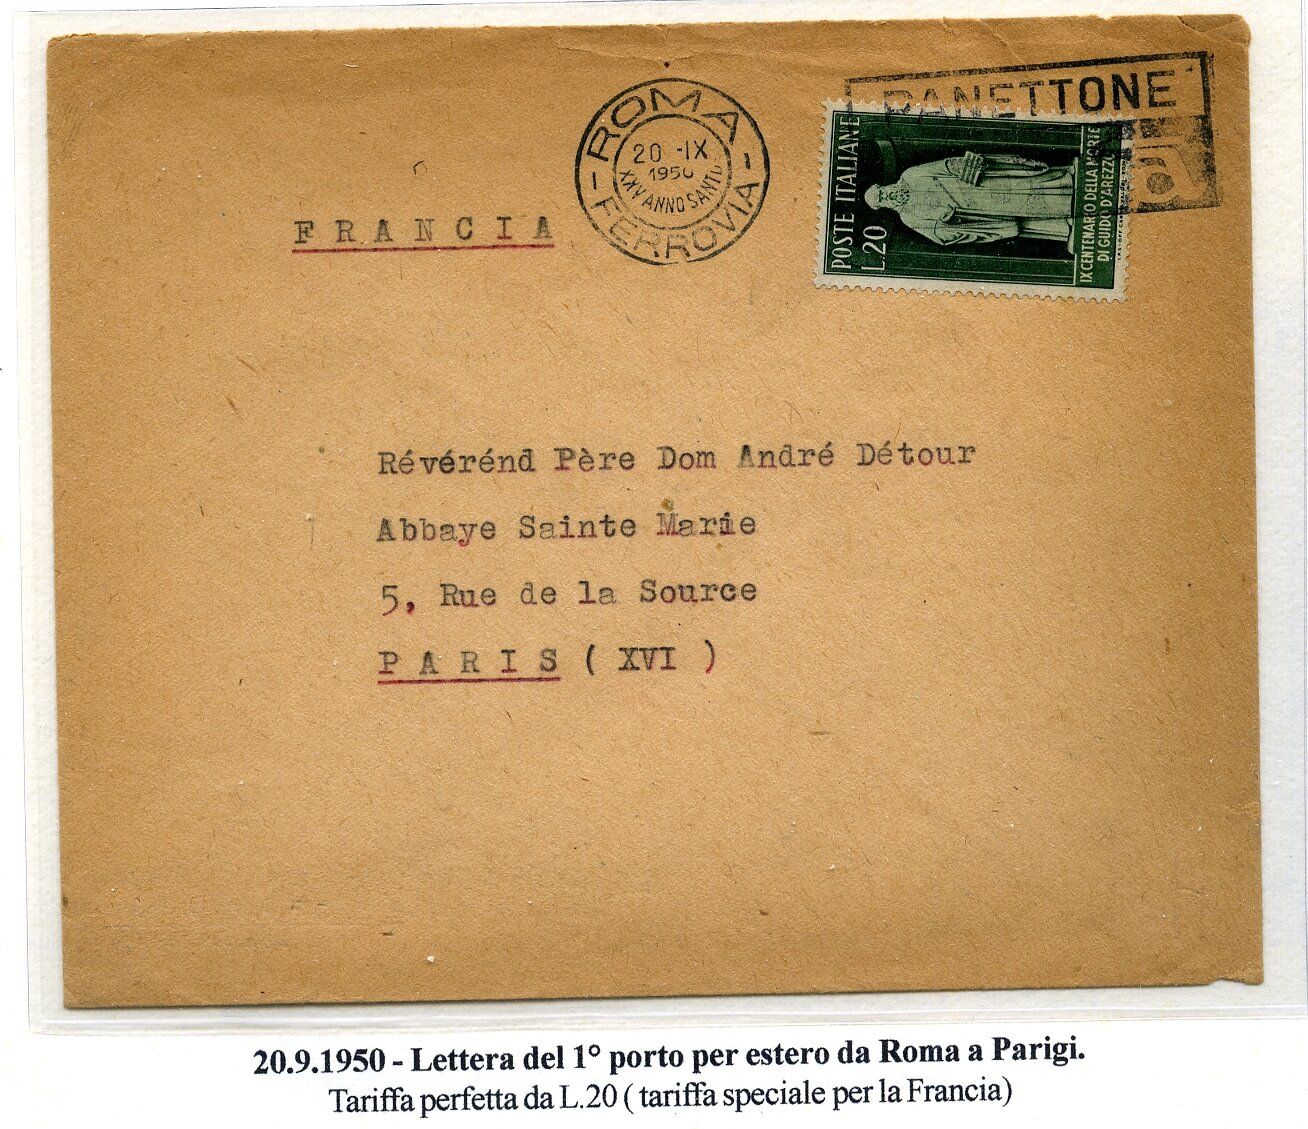 ROMA
20 -IX
1950
XXV ANNO SANTO
FERROVIA
PANETTONE
POSTE ITALIANE
L.20
IX CENTENARIO DELLA MORTE
DI GUIDO D'AREZZO
F R A N C I A
Révérénd Père Dom André Détour
Abbaye Sainte Marie
5, Rue de la Source
P A R I S ( XVI )
20.9.1950 - Lettera del 1° porto per estero da Roma a Parigi.
Tariffa perfetta da L.20 ( tariffa speciale per la Francia)